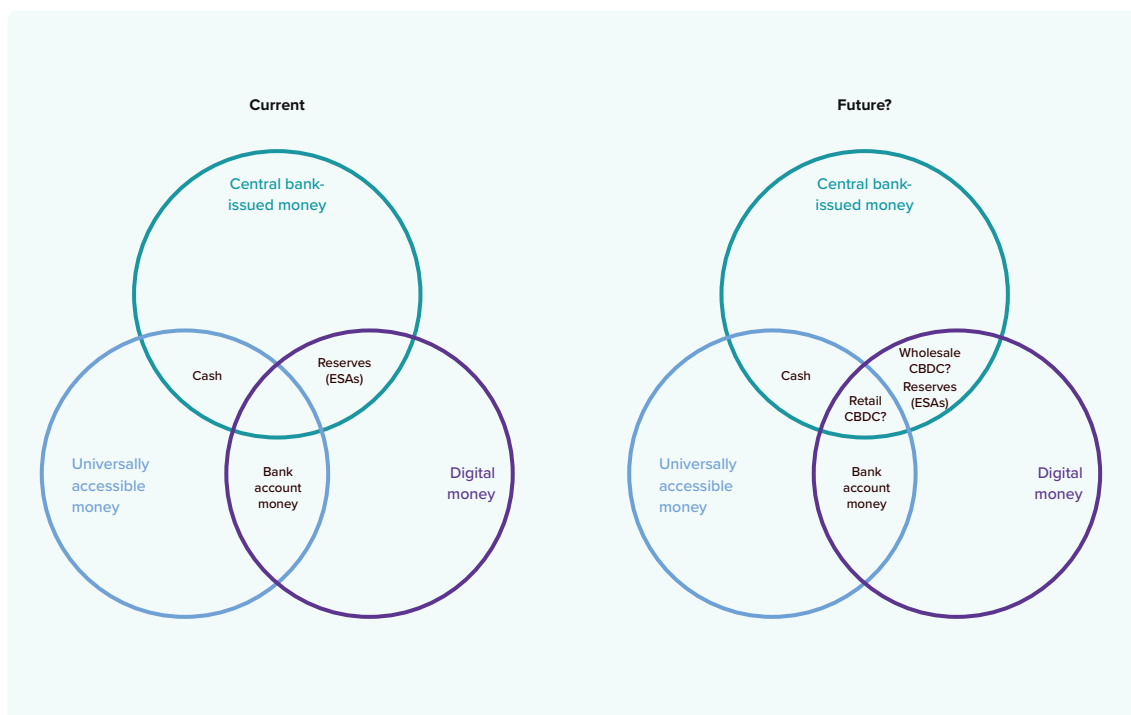 Current
Central bank-
issued money
Cash
Reserves
(ESAs)
Universally
accessible
money
Bank
account
money
Digital
money
Future?
Central bank-
issued money
Cash
Wholesale
CBDC?
Reserves
(ESAs)
Retail
CBDC?
Universally
accessible
money
Bank
account
money
Digital
money